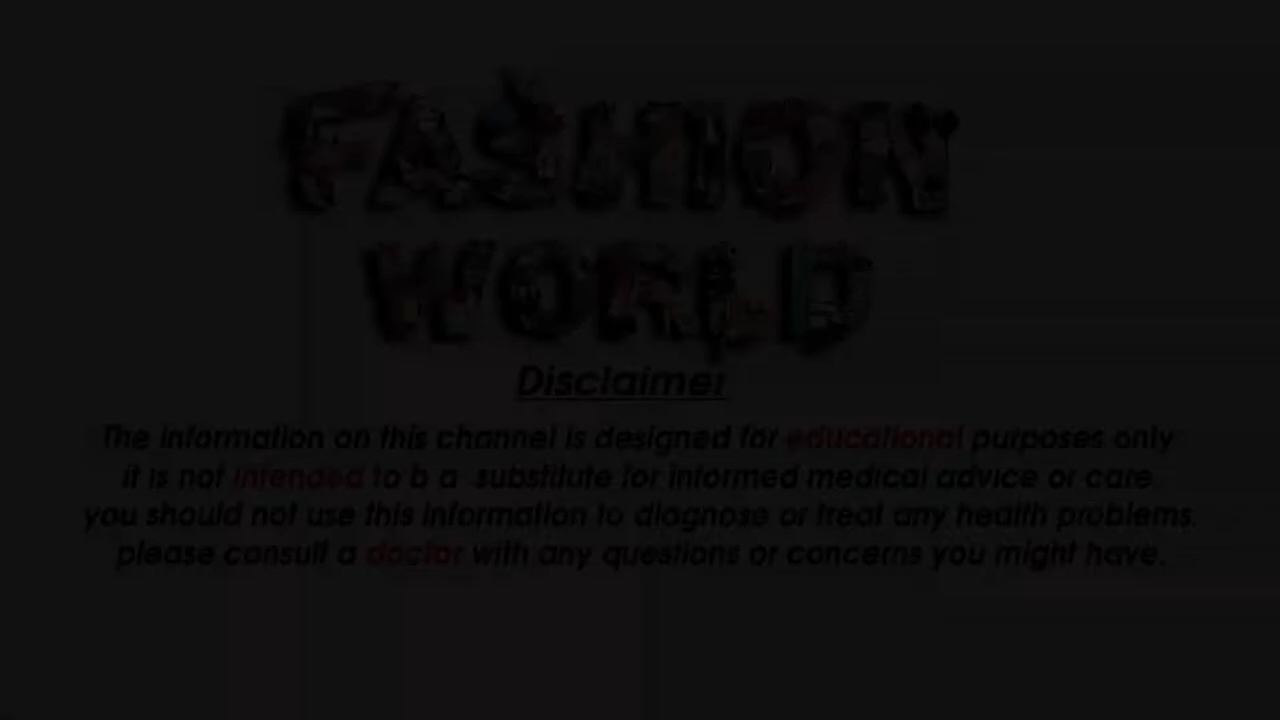 FASHION
WORLD
Disclaimer
The information on this channel is designed for educational purposes only
it is not intended to b a substitute for informed medical advice or care.
you should not use this information to diagnose or treat any health problems.
please consult a doctor with any questions or concerns you might have.